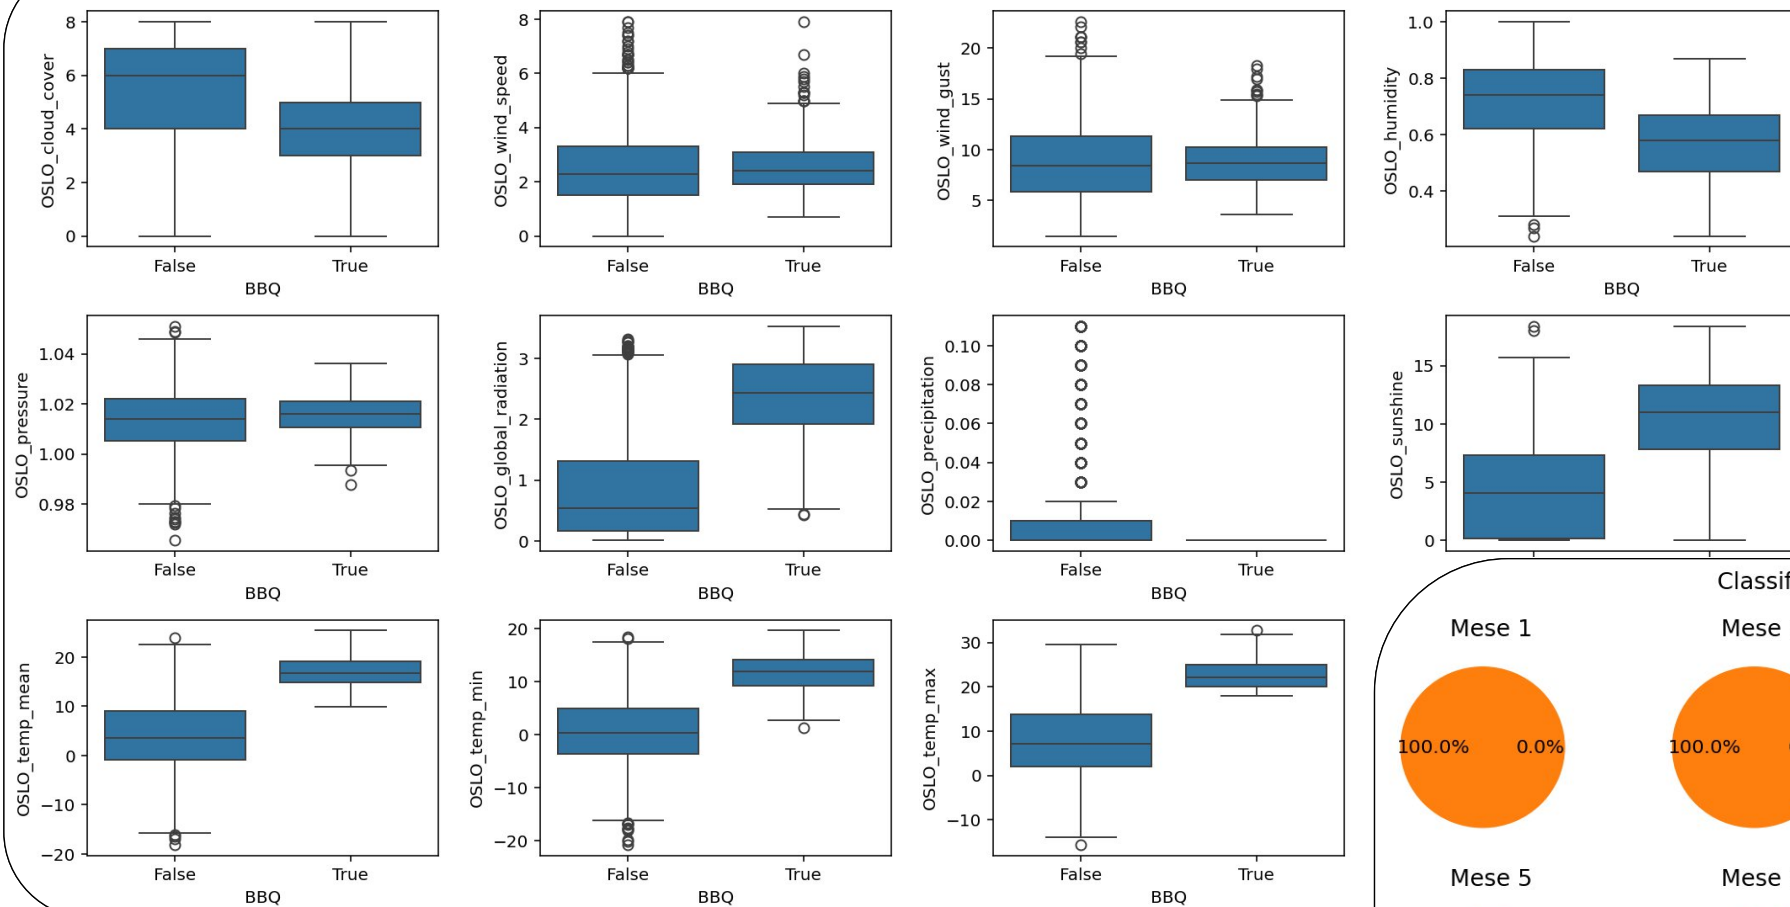 OSLO_cloud_cover
8
6
4
2
0
False
True
BBQ
OSLO_wind_speed
8
6
4
2
0
False
True
BBQ
OSLO_wind_gust
20
15
10
5
False
True
BBQ
OSLO_humidity
1.0
0.8
0.6
0.4
False
True
BBQ
OSLO_pressure
1.04
1.02
1.00
0.98
False
True
BBQ
OSLO_global_radiation
3
2
1
0
False
True
BBQ
OSLO_precipitation
0.10
0.08
0.06
0.04
0.02
0.00
False
True
BBQ
OSLO_sunshine
15
10
5
0
OSLO_temp_mean
20
10
0
−10
−20
False
True
BBQ
OSLO_temp_min
20
10
0
−10
−20
False
True
BBQ
OSLO_temp_max
30
20
10
0
−10
False
True
BBQ
Classif
Mese 1
Mese
100.0%
0.0%
100.0%
Mese 5
Mese